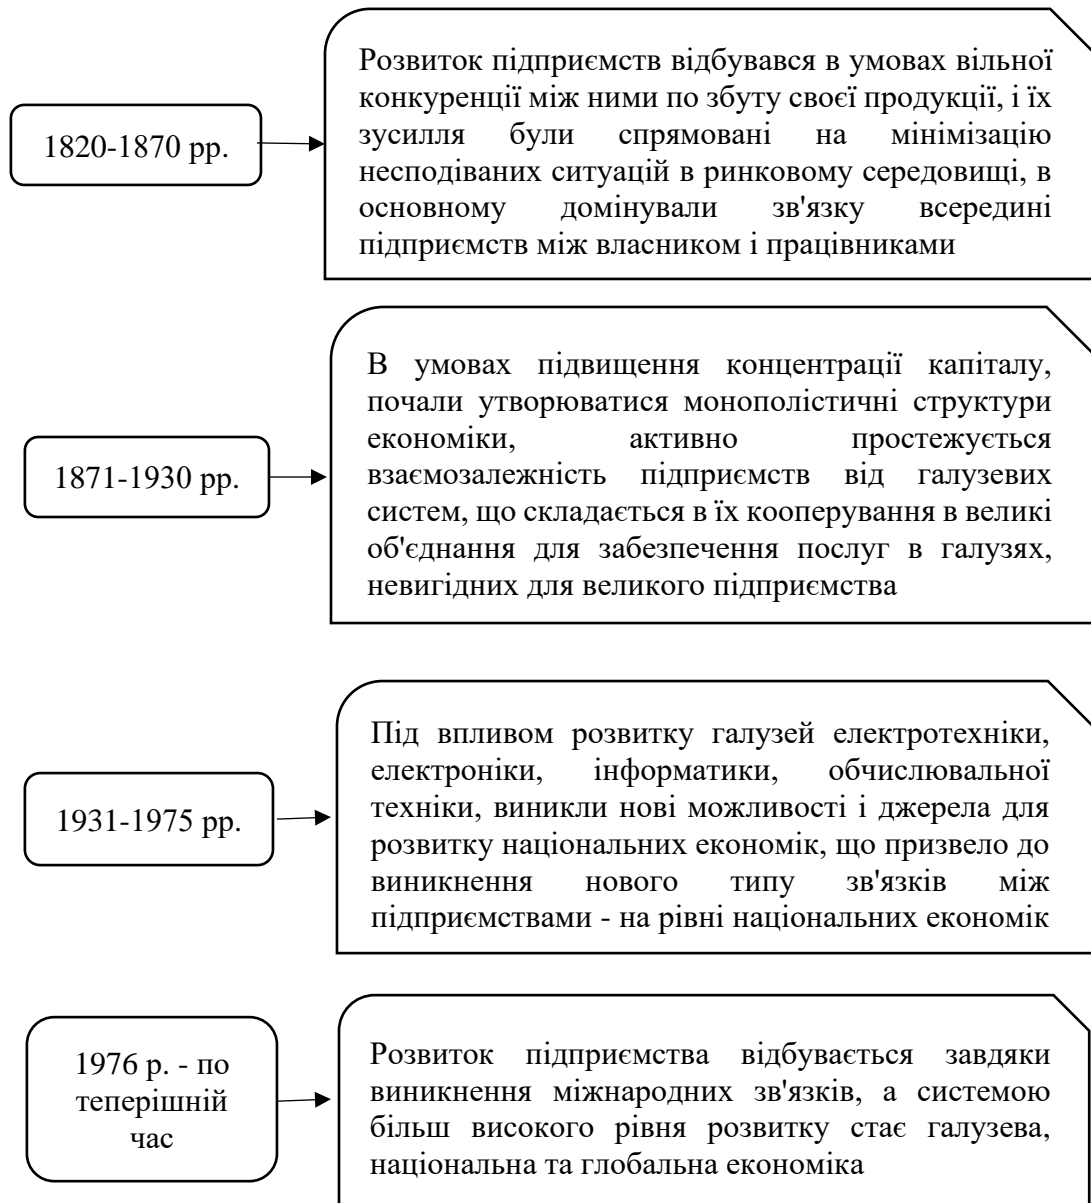 1820-1870 рр.
Розвиток підприємств відбувався в умовах вільної
конкуренції між ними по збуту своєї продукції, і їх
зусилля були спрямовані на мінімізацію
несподіваних ситуацій в ринковому середовищі, в
основному домінували зв'язку всередині
підприємств між власником і працівниками
1871-1930 рр.
В умовах підвищення концентрації капіталу,
почали утворюватися монополістичні структури
економіки, активно простежується
взаємозалежність підприємств від галузевих
систем, що складається в їх кооперування в великі
об'єднання для забезпечення послуг в галузях,
невигідних для великого підприємства
1931-1975 рр.
Під впливом розвитку галузей електротехніки,
електроніки, інформатики, обчислювальної
техніки, виникли нові можливості і джерела для
розвитку національних економік, що призвело до
виникнення нового типу зв'язків між
підприємствами - на рівні національних економік
1976 р. - по
теперішній
час
Розвиток підприємства відбувається завдяки
виникнення міжнародних зв'язків, а системою
більш високого рівня розвитку стає галузева,
національна та глобальна економіка